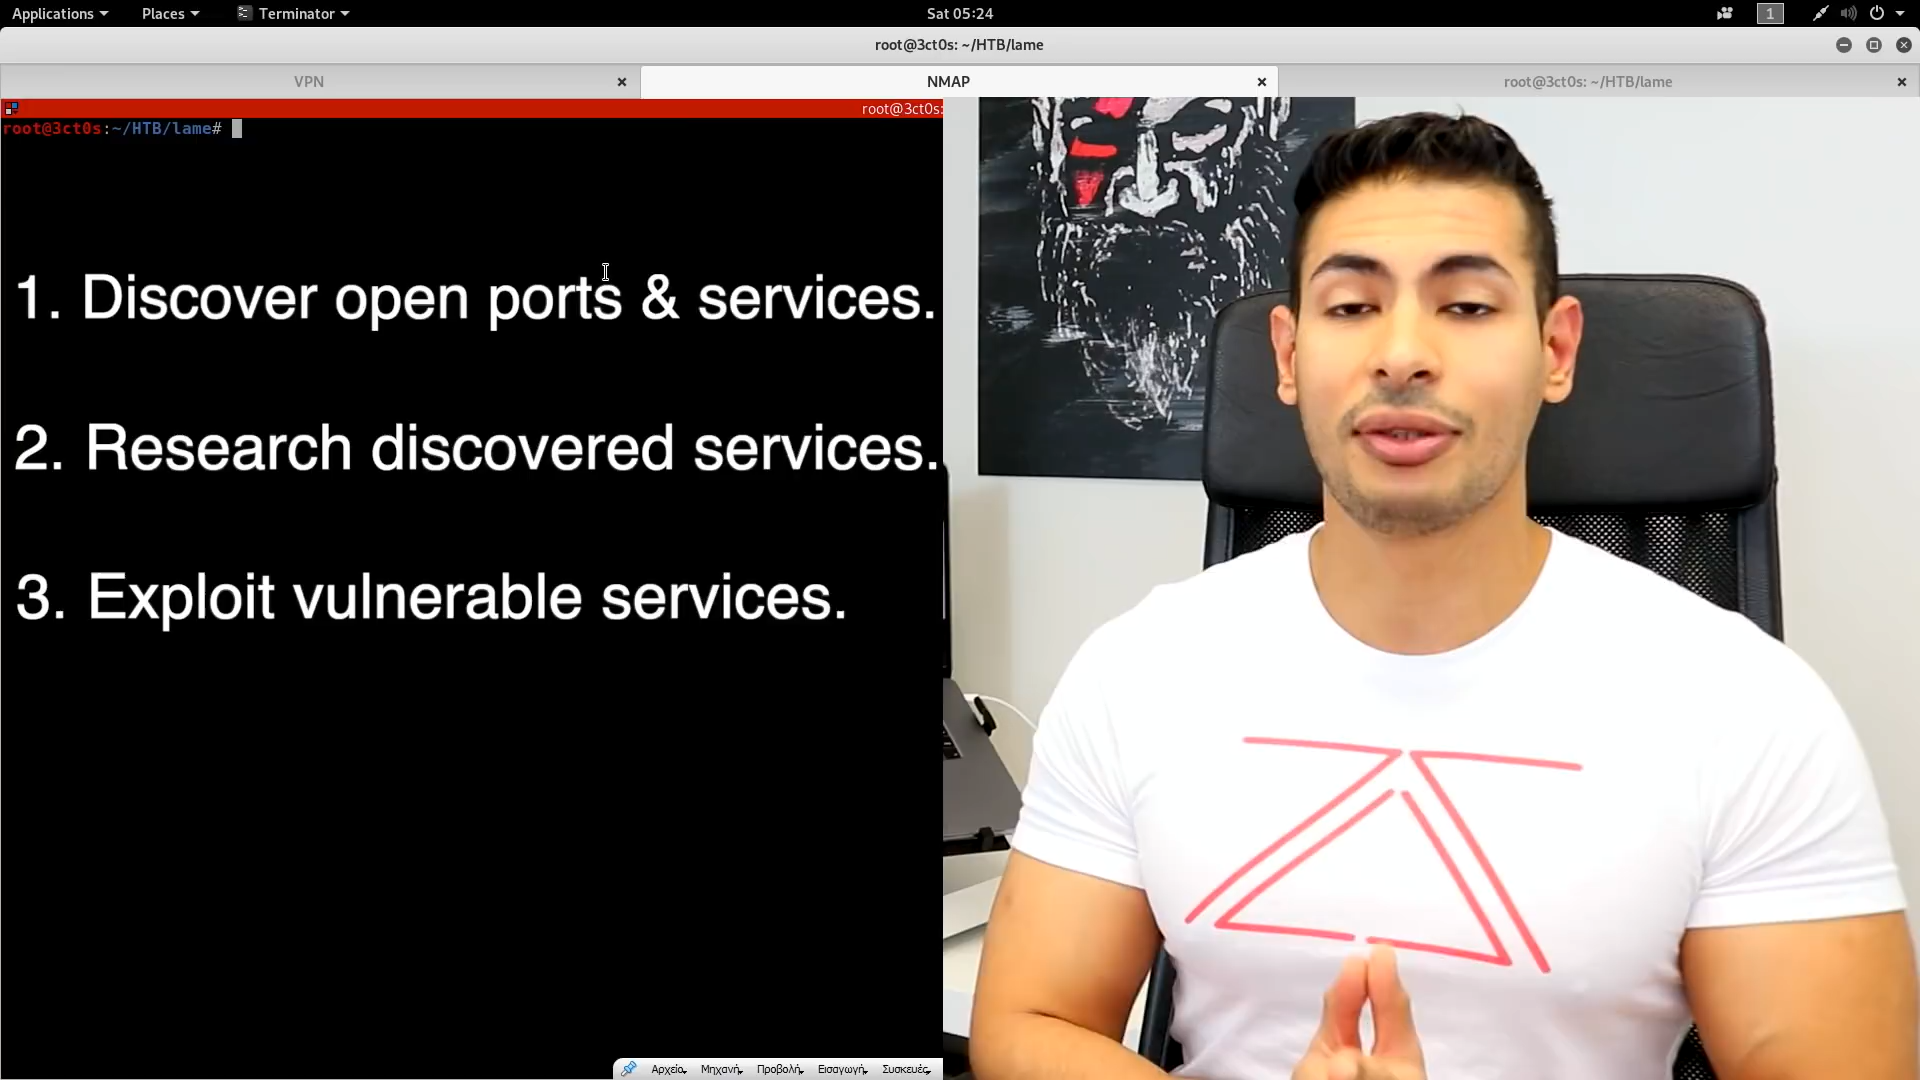 Applications Places Terminator Sat 05:24 1
root@3ct0s: ~/HTB/lame
VPN NMAP root@3ct0s: ~/HTB/lame
root@3ct0s:
root@3ct0s:~/HTB/lame#
1. Discover open ports & services.
2. Research discovered services.
3. Exploit vulnerable services.
Αρχείο Μηχανή Προβολή Εισαγωγή Συσκευές